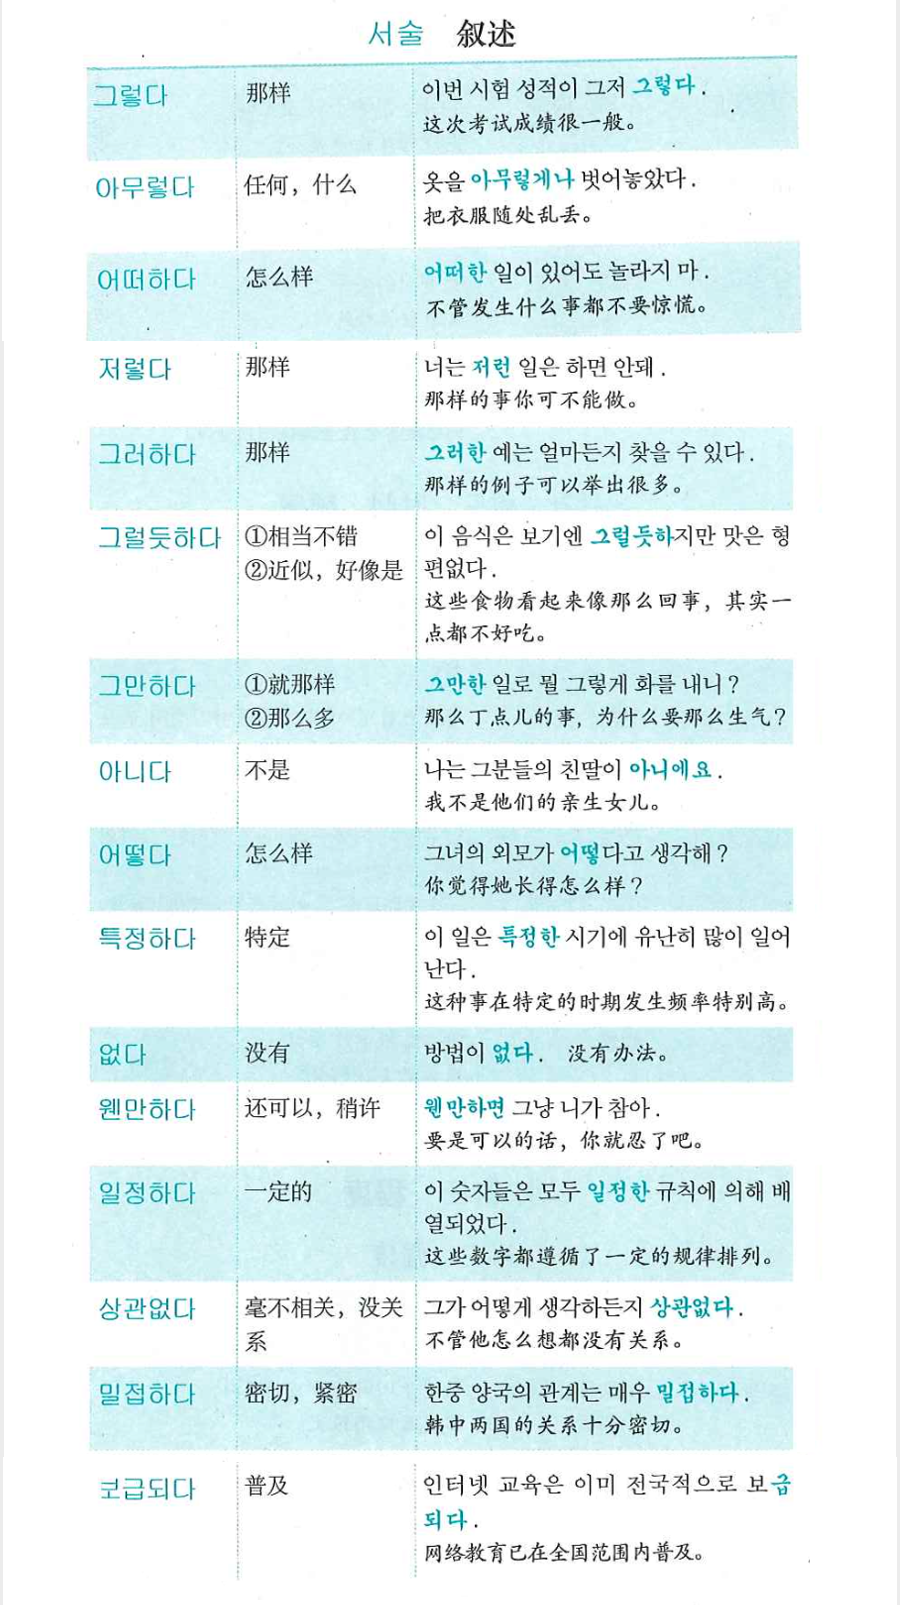 서술 叙述
그렇다 那样 이번 시험 성적이 그저 그렇다.
这次考试成绩很一般。
아무렇다 任何，什么 옷을 아무렇게나 벗어놓았다.
把衣服随处乱丢。
어떠하다 怎么样 어떠한 일이 있어도 놀라지 마.
不管发生什么事都不要惊慌。
저렇다 那样 너는 저런 일은 하면 안돼.
那样的事你可不能做。
그러하다 那样 그러한 예는 얼마든지 찾을 수 있다.
那样的例子可以举出很多。
그럴듯하다 ①相当不错 이 음식은 보기엔 그럴듯하지만 맛은 형
②近似，好像是 편없다.
这些食物看起来像那么回事，其实一
点都不好吃。
그만하다 ①就那样 그만한 일로 뭘 그렇게 화를 내니？
②那么多 那么丁点儿的事，为什么要那么生气？
아니다 不是 나는 그분들의 친딸이 아니에요.
我不是他们的亲生女儿。
어떻다 怎么样 그녀의 외모가 어떻다고 생각해？
你觉得她长得怎么样？
특정하다 特定 이 일은 특정한 시기에 유난히 많이 일어
난다.
这种事在特定的时期发生频率特别高。
없다 没有 방법이 없다. 没有办法。
웬만하다 还可以，稍许 웬만하면 그냥 니가 참아.
要是可以的话，你就忍了吧。
일정하다 一定的 이 숫자들은 모두 일정한 규칙에 의해 배
열되었다.
这些数字都遵循了一定的规律排列。
상관없다 毫不相关，没关 그가 어떻게 생각하든지 상관없다.
系 不管他怎么想都没有关系。
밀접하다 密切，紧密 한중 양국의 관계는 매우 밀접하다.
韩中两国的关系十分密切。
보급되다 普及 인터넷 교육은 이미 전국적으로 보급
되다.
网络教育已在全国范围内普及。